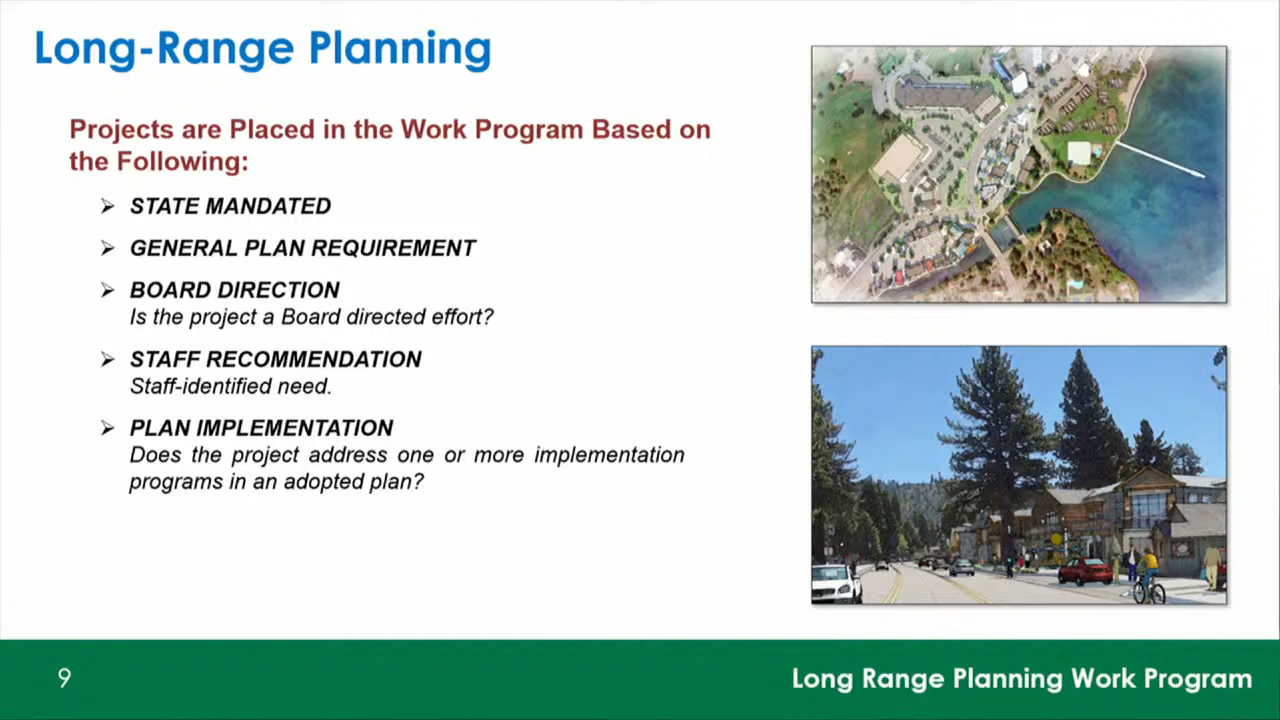 Long-Range Planning
Projects are Placed in the Work Program Based on
the Following:
STATE MANDATED
GENERAL PLAN REQUIREMENT
BOARD DIRECTION
Is the project a Board directed effort?
STAFF RECOMMENDATION
Staff-identified need.
PLAN IMPLEMENTATION
Does the project address one or more implementation
programs in an adopted plan?
9
Long Range Planning Work Program